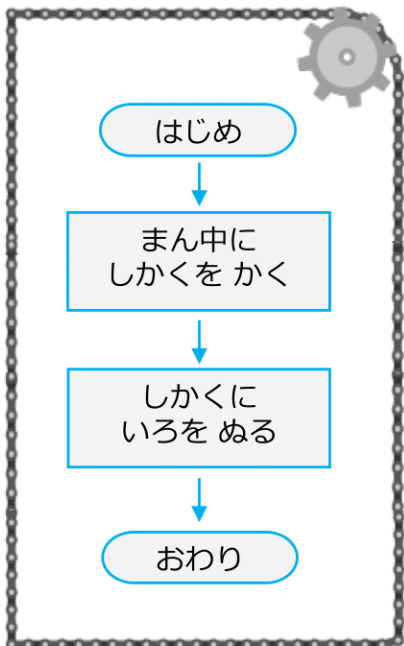 はじめ
まん中に
しかくを かく
しかくに
いろを ぬる
おわり